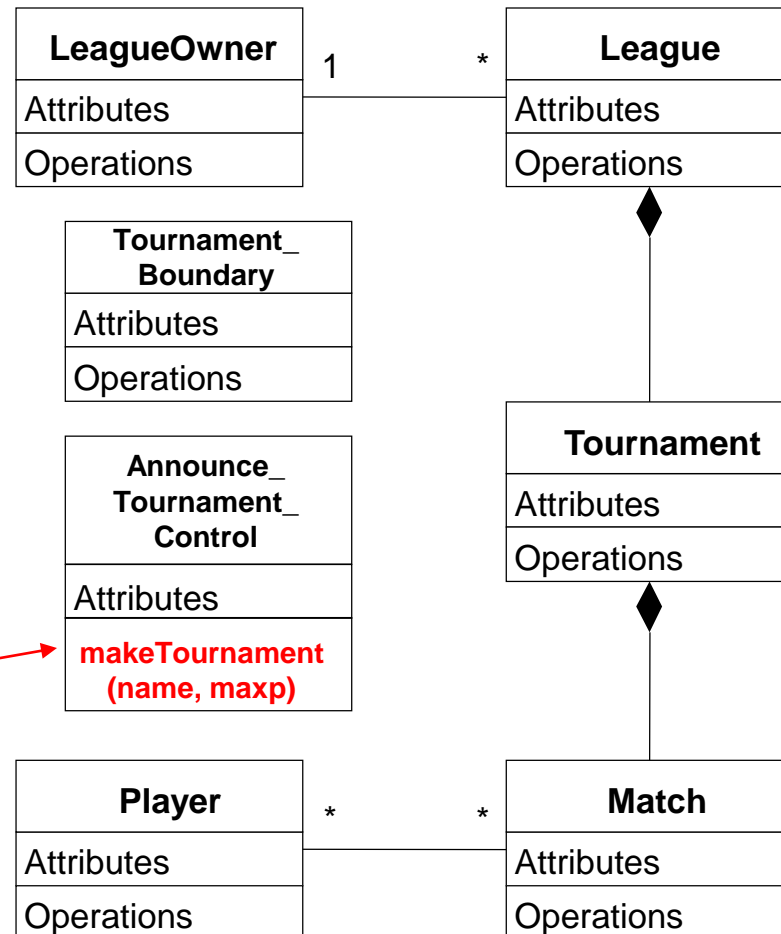 LeagueOwner
Attributes
Operations
1
*
League
Attributes
Operations
Tournament_
Boundary
Attributes
Operations
Tournament
Attributes
Operations
Announce_
Tournament_
Control
Attributes
makeTournament
(name, maxp)
Player
Attributes
Operations
*
*
Match
Attributes
Operations